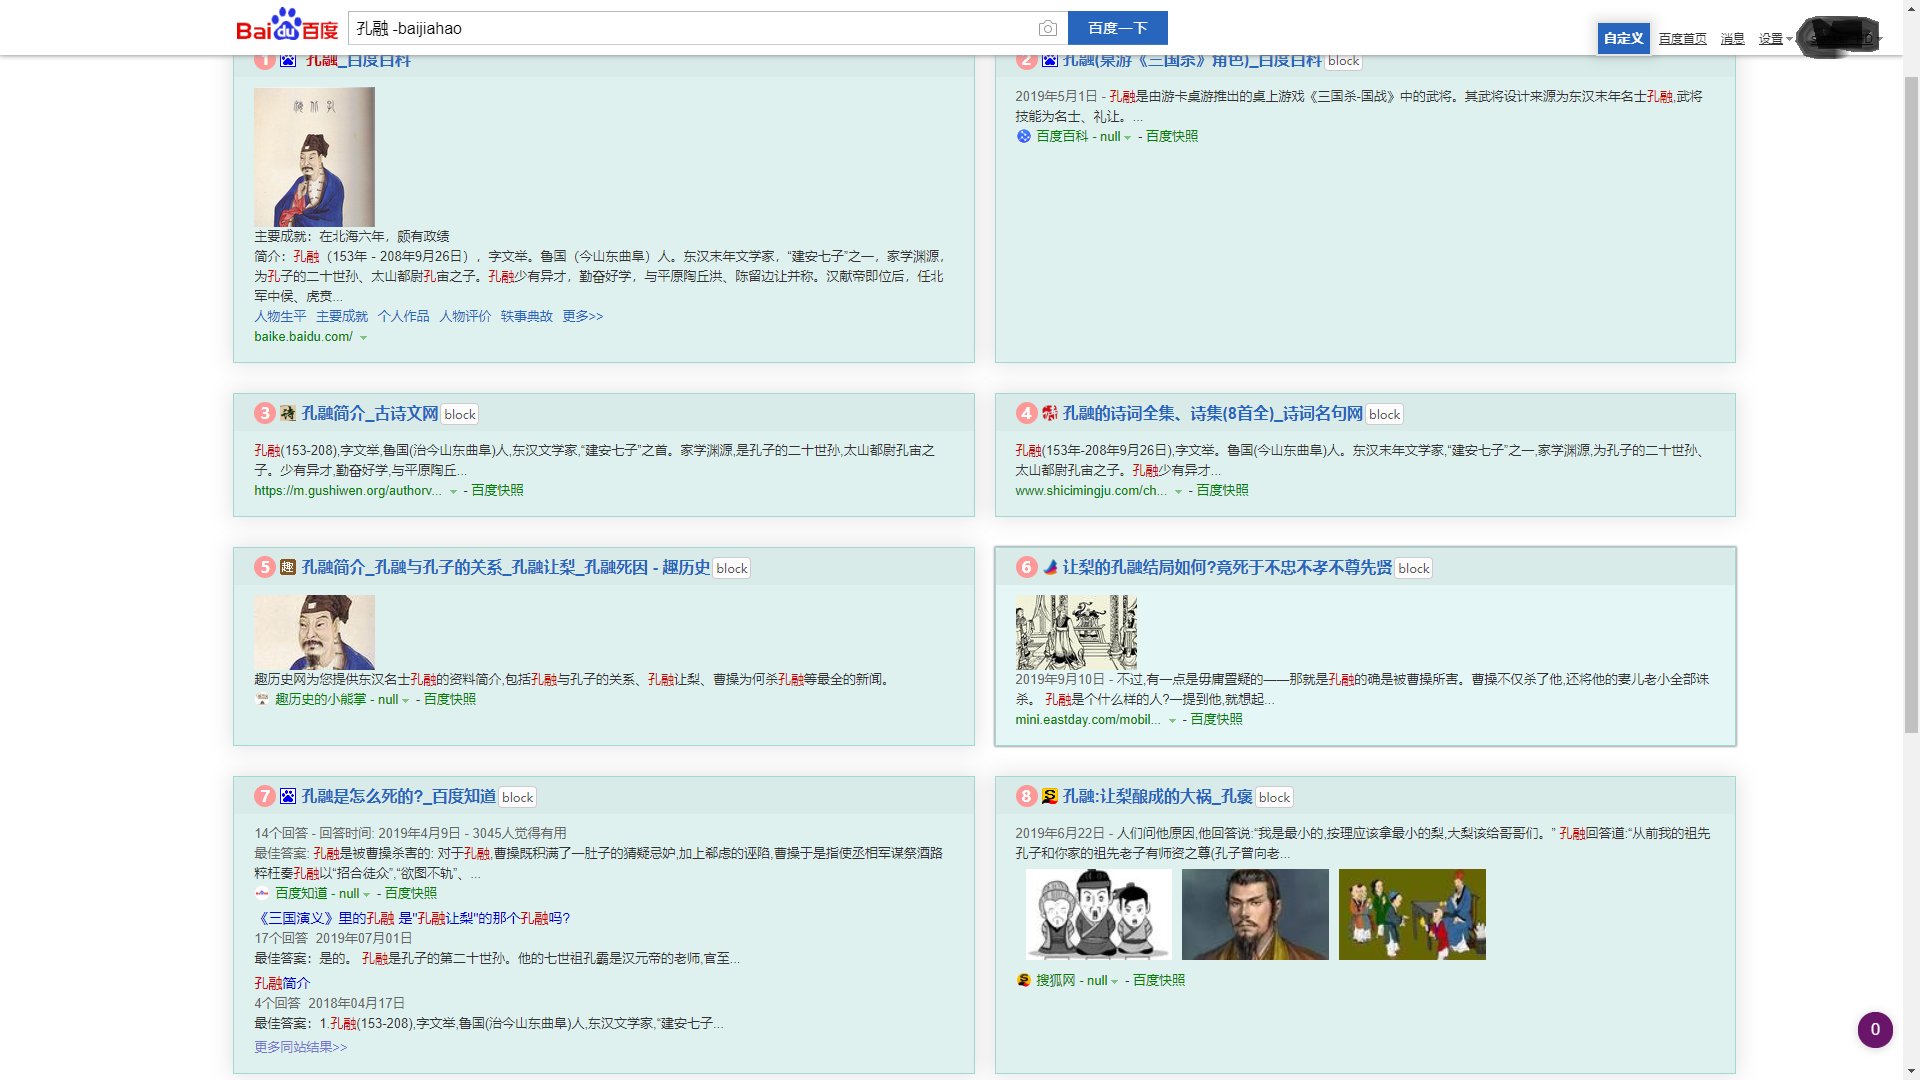 Bai du 百度
孔融 -baijiahao
百度一下
自定义
百度首页
消息
设置
1 孔融_百度百科
主要成就：在北海六年，颇有政绩
简介：孔融（153年 - 208年9月26日），字文举。鲁国（今山东曲阜）人。东汉末年文学家，“建安七子”之一，家学渊源，
为孔子的二十世孙、太山都尉孔宙之子。孔融少有异才，勤奋好学，与平原陶丘洪、陈留边让并称。汉献帝即位后，任北
军中侯、虎贲...
人物生平 主要成就 个人作品 人物评价 轶事典故 更多>>
baike.baidu.com/
2 孔融(桌游《三国杀》角色)_百度百科 block
2019年5月1日 - 孔融是由游卡桌游推出的桌上游戏《三国杀-国战》中的武将。其武将设计来源为东汉末年名士孔融,武将
技能为名士、礼让。...
百度百科 - null - 百度快照
3 诗 孔融简介_古诗文网 block
孔融(153-208),字文举,鲁国(治今山东曲阜)人,东汉文学家,“建安七子”之首。家学渊源,是孔子的二十世孙,太山都尉孔宙之
子。少有异才,勤奋好学,与平原陶丘...
https://m.gushiwen.org/authorv... - 百度快照
4 孔融的诗词全集、诗集(8首全)_诗词名句网 block
孔融(153年-208年9月26日),字文举。鲁国(今山东曲阜)人。东汉末年文学家,“建安七子”之一,家学渊源,为孔子的二十世孙、
太山都尉孔宙之子。孔融少有异才...
www.shicimingju.com/ch... - 百度快照
5 趣 孔融简介_孔融与孔子的关系_孔融让梨_孔融死因 - 趣历史 block
趣历史网为您提供东汉名士孔融的资料简介,包括孔融与孔子的关系、孔融让梨、曹操为何杀孔融等最全的新闻。
趣历史的小熊掌 - null - 百度快照
6 让梨的孔融结局如何?竟死于不忠不孝不尊先贤 block
2019年9月10日 - 不过,有一点是毋庸置疑的——那就是孔融的确是被曹操所害。曹操不仅杀了他,还将他的妻儿老小全部诛
杀。 孔融是个什么样的人?一提到他,就想起...
mini.eastday.com/mobil... - 百度快照
7 孔融是怎么死的?_百度知道 block
14个回答 - 回答时间: 2019年4月9日 - 3045人觉得有用
最佳答案: 孔融是被曹操杀害的: 对于孔融,曹操既积满了一肚子的猜疑忌妒,加上郗虑的诬陷,曹操于是指使丞相军谋祭酒路
粹枉奏孔融以“招合徒众”,“欲图不轨”、...
百度知道 - null - 百度快照
《三国演义》里的孔融 是"孔融让梨"的那个孔融吗?
17个回答 2019年07月01日
最佳答案：是的。 孔融是孔子的第二十世孙。他的七世祖孔霸是汉元帝的老师,官至...
孔融简介
4个回答 2018年04月17日
最佳答案：1.孔融(153-208),字文举,鲁国(治今山东曲阜)人,东汉文学家,“建安七子...
更多同站结果>>
8 孔融:让梨酿成的大祸_孔褒 block
2019年6月22日 - 人们问他原因,他回答说:“我是最小的,按理应该拿最小的梨,大梨该给哥哥们。” 孔融回答道:“从前我的祖先
孔子和你家的祖先老子有师资之尊(孔子曾向老...
搜狐网 - null - 百度快照
0